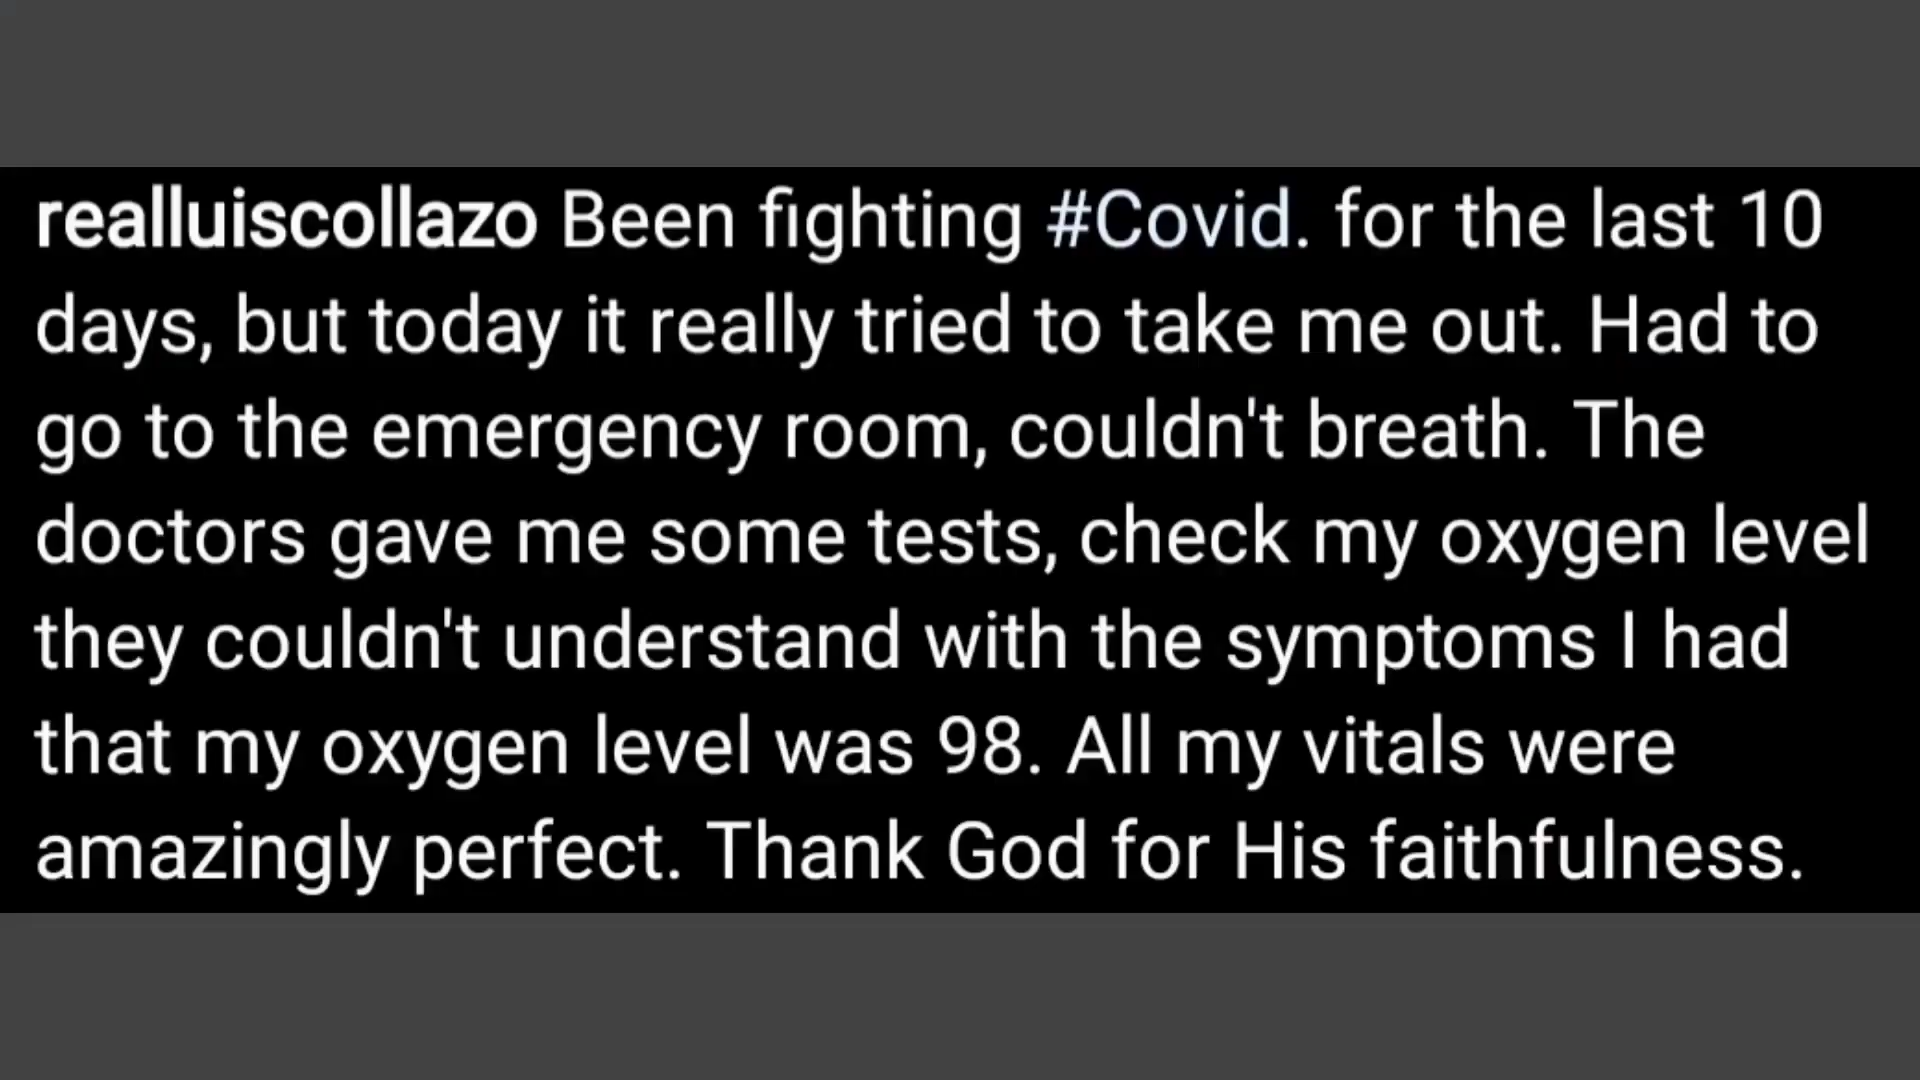 realluiscollazo Been fighting #Covid. for the last 10
days, but today it really tried to take me out. Had to
go to the emergency room, couldn't breath. The
doctors gave me some tests, check my oxygen level
they couldn't understand with the symptoms I had
that my oxygen level was 98. All my vitals were
amazingly perfect. Thank God for His faithfulness.